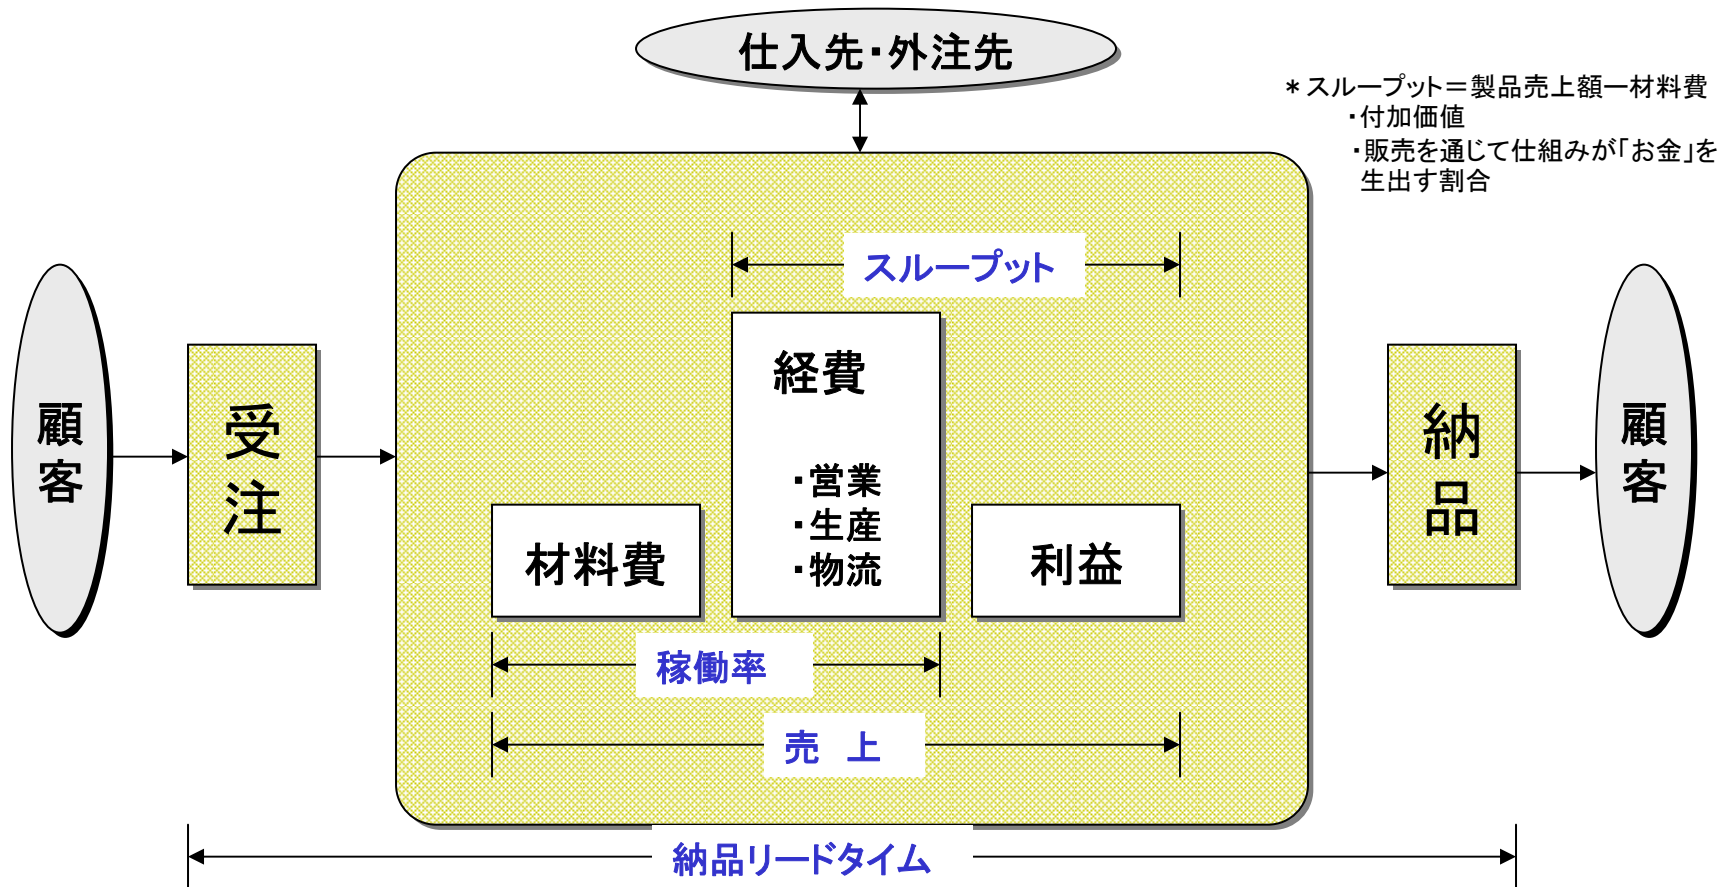 仕入先・外注先
*スループット＝製品売上額ー材料費
・付加価値
・販売を通じて仕組みが「お金」を
生出す割合
スループット
顧客
受注
経費
・営業
・生産
・物流
材料費
利益
納品
顧客
稼働率
売 上
納品リードタイム